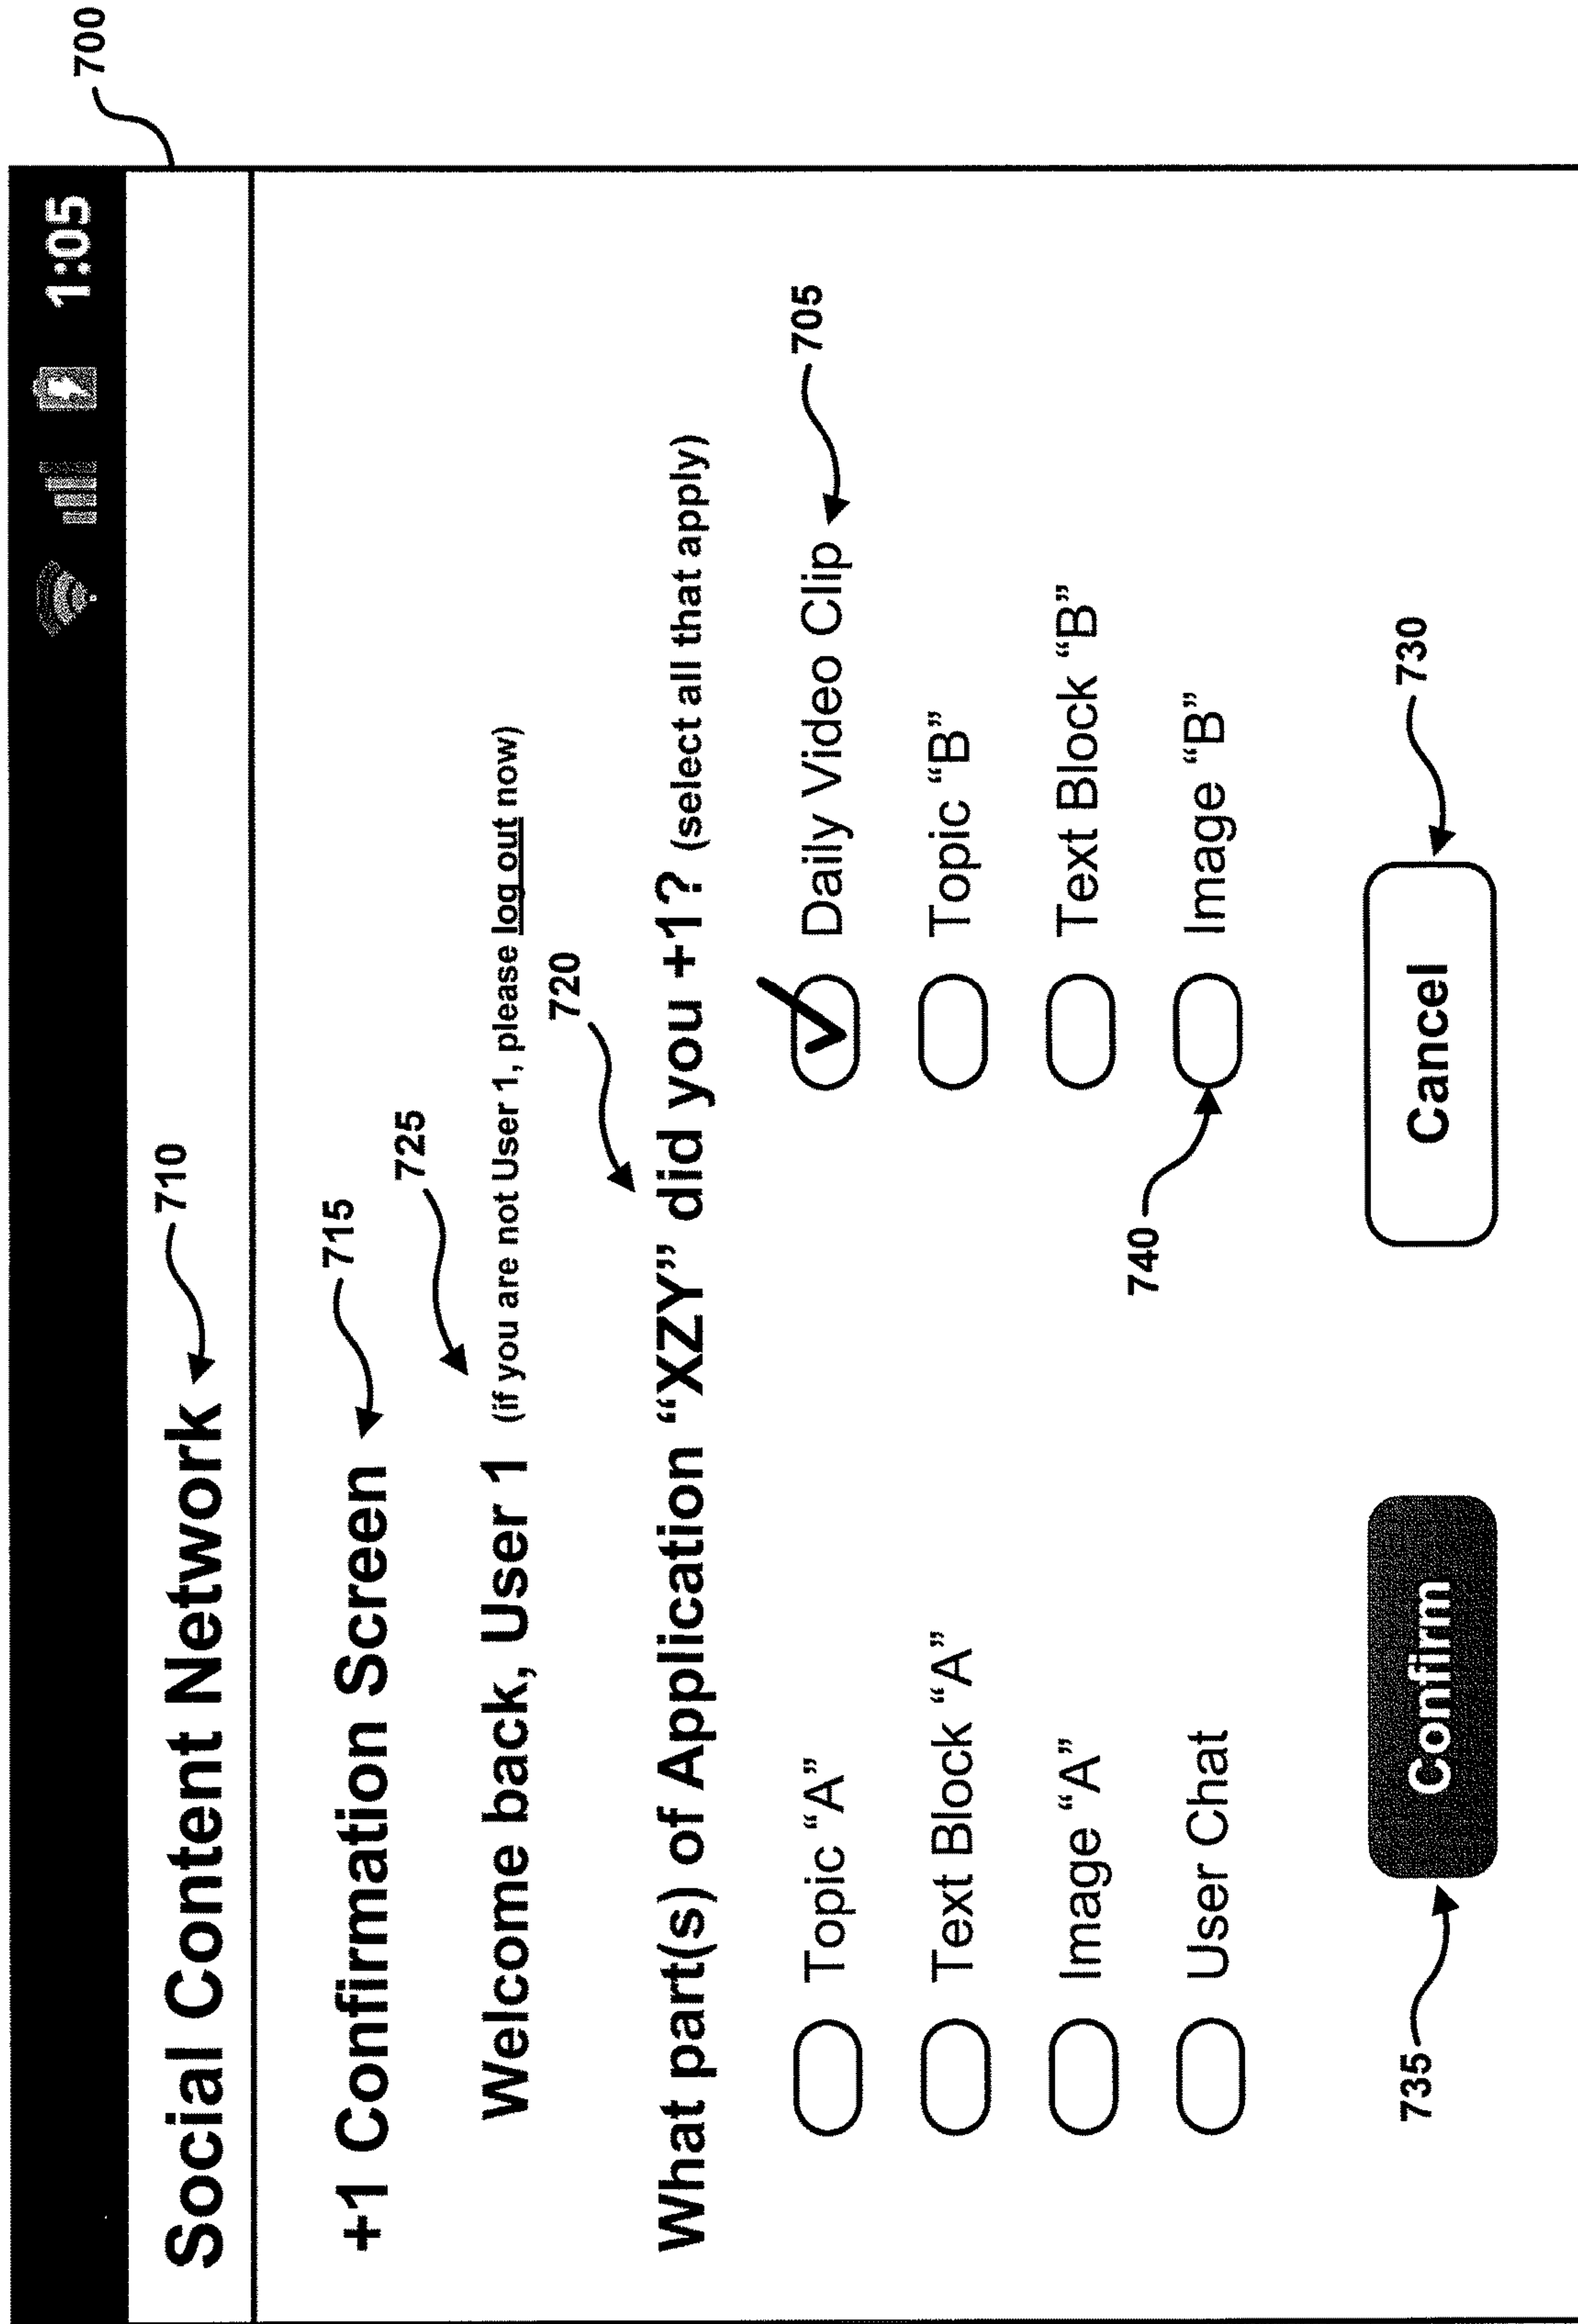 700
1:05
Social Content Network
710
+1 Confirmation Screen
715
725
Welcome back, User 1 (if you are not User 1, please log out now)
720
What part(s) of Application “XZY” did you +1? (select all that apply)
Topic “A”
Daily Video Clip
705
Text Block “A”
Topic “B”
Image “A”
Text Block “B”
740
User Chat
Image “B”
730
735
Confirm
Cancel